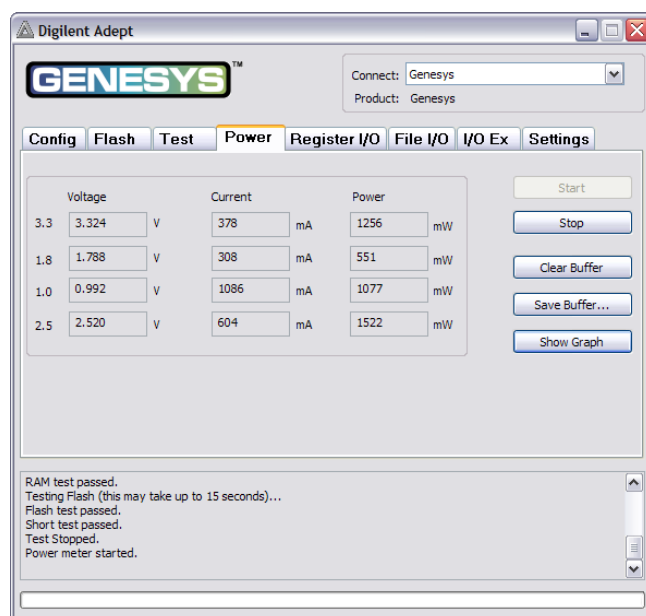 Digilent Adept
GENESYS™
Connect: Genesys
Product: Genesys
Config Flash Test Power Register I/O File I/O I/O Ex Settings
Voltage Current Power
3.3 3.324 V 378 mA 1256 mW
1.8 1.788 V 308 mA 551 mW
1.0 0.992 V 1086 mA 1077 mW
2.5 2.520 V 604 mA 1522 mW
Start
Stop
Clear Buffer
Save Buffer...
Show Graph
RAM test passed.
Testing Flash (this may take up to 15 seconds)...
Flash test passed.
Short test passed.
Test Stopped.
Power meter started.